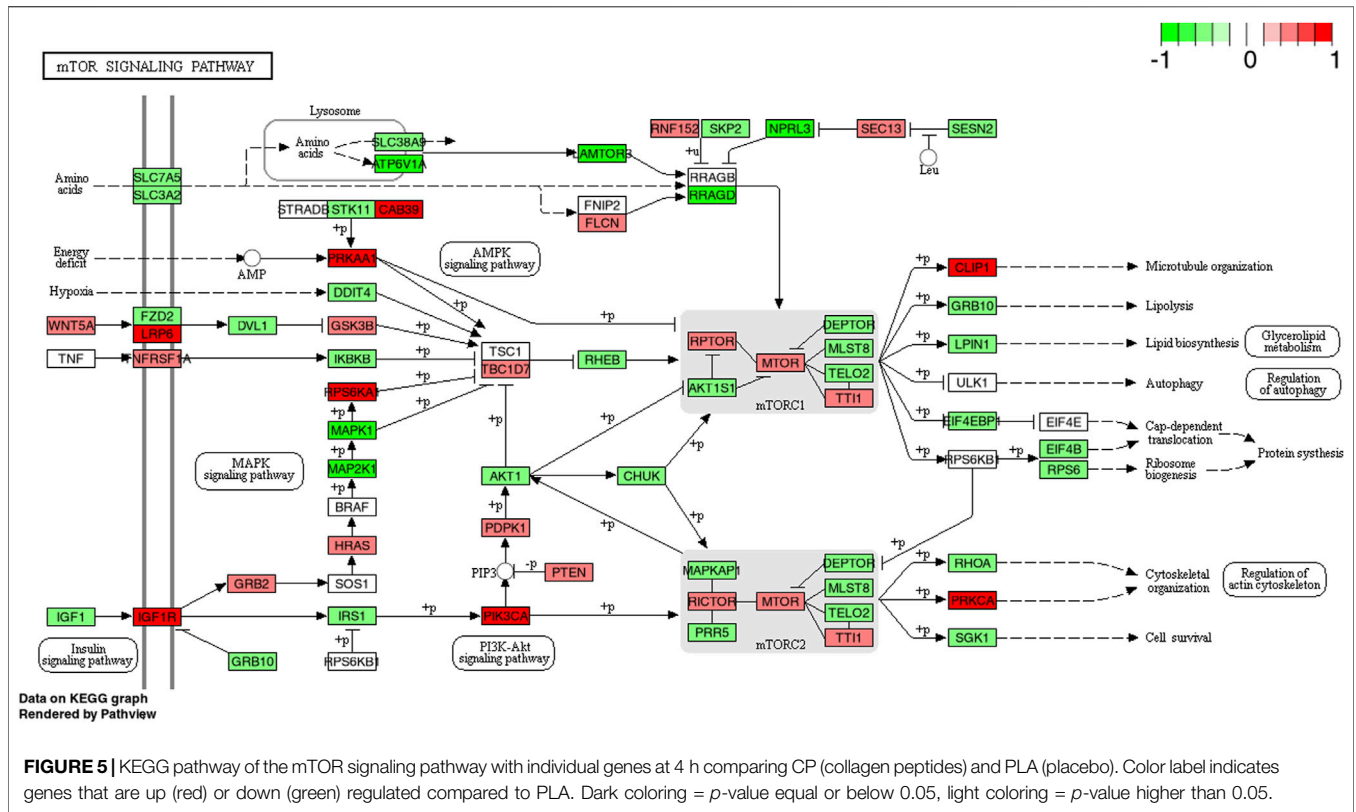 -1 0 1
mTOR SIGNALING PATHWAY
Lysosome
Amino
acids
SLC38A9
ATP6V1A
LAMTOR3
RNF152
SKP2
NPRL3
SEC13
SESN2
+u
Leu
RRAGB
RRAGD
Amino
acids
SLC7A5
SLC3A2
FNIP2
FLCN
STRADB
STK11
CAB39
+p
Energy
deficit
AMP
PRKAA1
AMPK
signaling pathway
Hypoxia
DDIT4
+p
+p
WNT5A
FZD2
LRP6
DVL1
GSK3B
+p
TNF
TNFRSF1A
IKBKB
+p
TSC1
TBC1D7
RHEB
RPTOR
MTOR
DEPTOR
MLST8
TELO2
TTI1
AKT1S1
mTORC1
+p
CLIP1
Microtubule organization
+p
GRB10
Lipolysis
+p
LPIN1
Lipid biosynthesis
Glycerolipid
metabolism
+p
ULK1
Autophagy
Regulation
of autophagy
+p
EIF4EBP1
EIF4E
Cap-dependent
translocation
+p
RPS6KB1
+p
EIF4B
RPS6
Ribosome
biogenesis
Protein systhesis
RPS6KA1
+p
+p
+p
MAPK1
+p
MAP2K1
+p
BRAF
MAPK
signaling pathway
HRAS
GRB2
SOS1
AKT1
+p
+p
CHUK
+p
+p
+p
+p
PDPK1
PIP3
-p
PTEN
IGF1
IGF1R
IRS1
+p
PIK3CA
+p
Insulin
signaling pathway
GRB10
+p
RPS6KB1
PI3K-Akt
signaling pathway
MAPKAP1
RICTOR
PRR5
MTOR
DEPTOR
MLST8
TELO2
TTI1
mTORC2
+p
+p
RHOA
+p
PRKCA
Cytoskeletal
organization
Regulation of
actin cytoskeleton
+p
SGK1
Cell survival
Data on KEGG graph
Rendered by Pathview
FIGURE 5 | KEGG pathway of the mTOR signaling pathway with individual genes at 4 h comparing CP (collagen peptides) and PLA (placebo). Color label indicates
genes that are up (red) or down (green) regulated compared to PLA. Dark coloring = p-value equal or below 0.05, light coloring = p-value higher than 0.05.